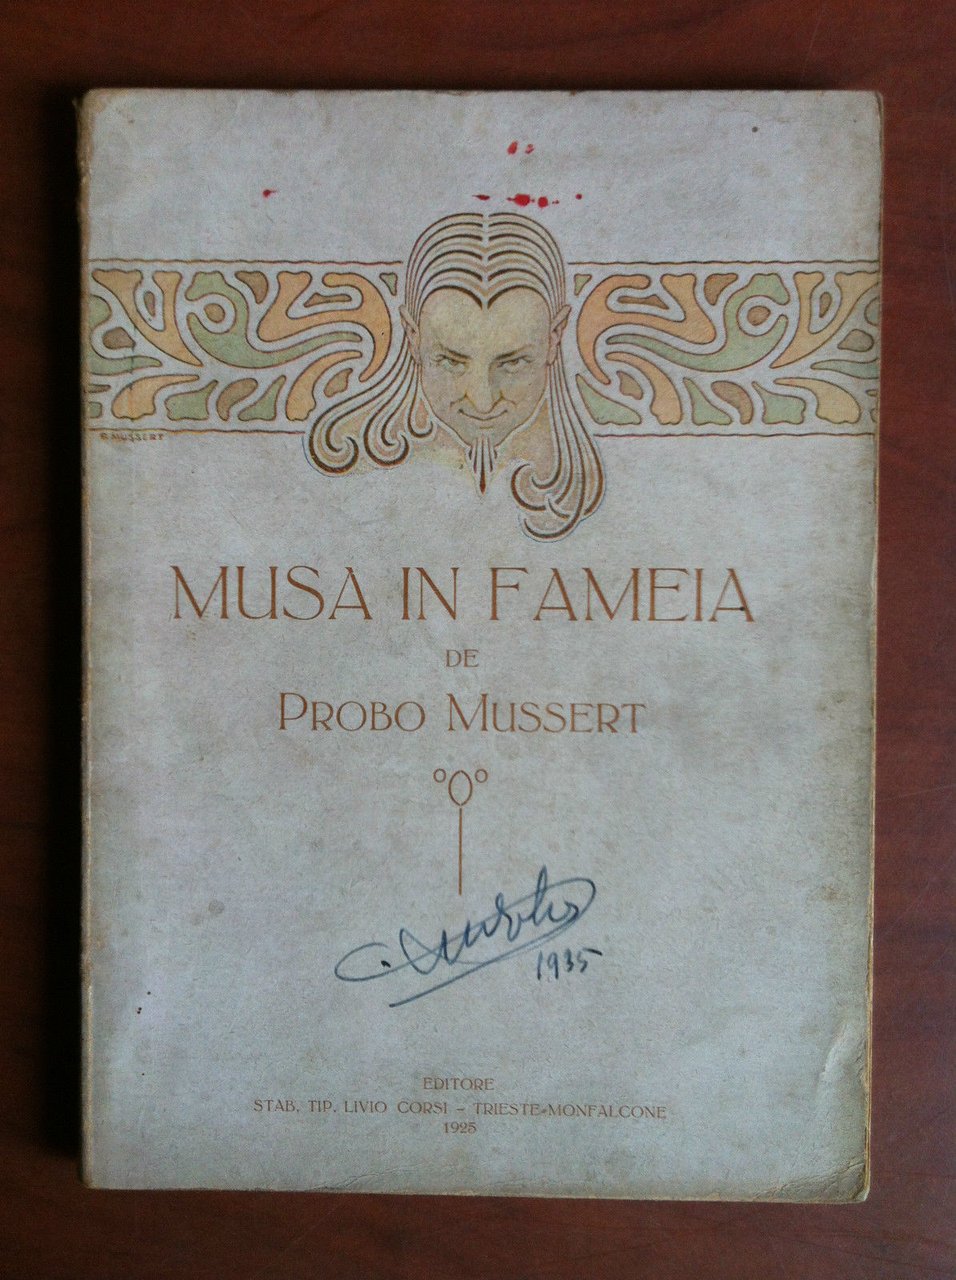 P. MUSSERT
MUSA IN FAMEIA
DE
PROBO MUSSERT
1935
EDITORE
STAB. TIP. LIVIO CORSI - TRIESTE-MONFALCONE
1925